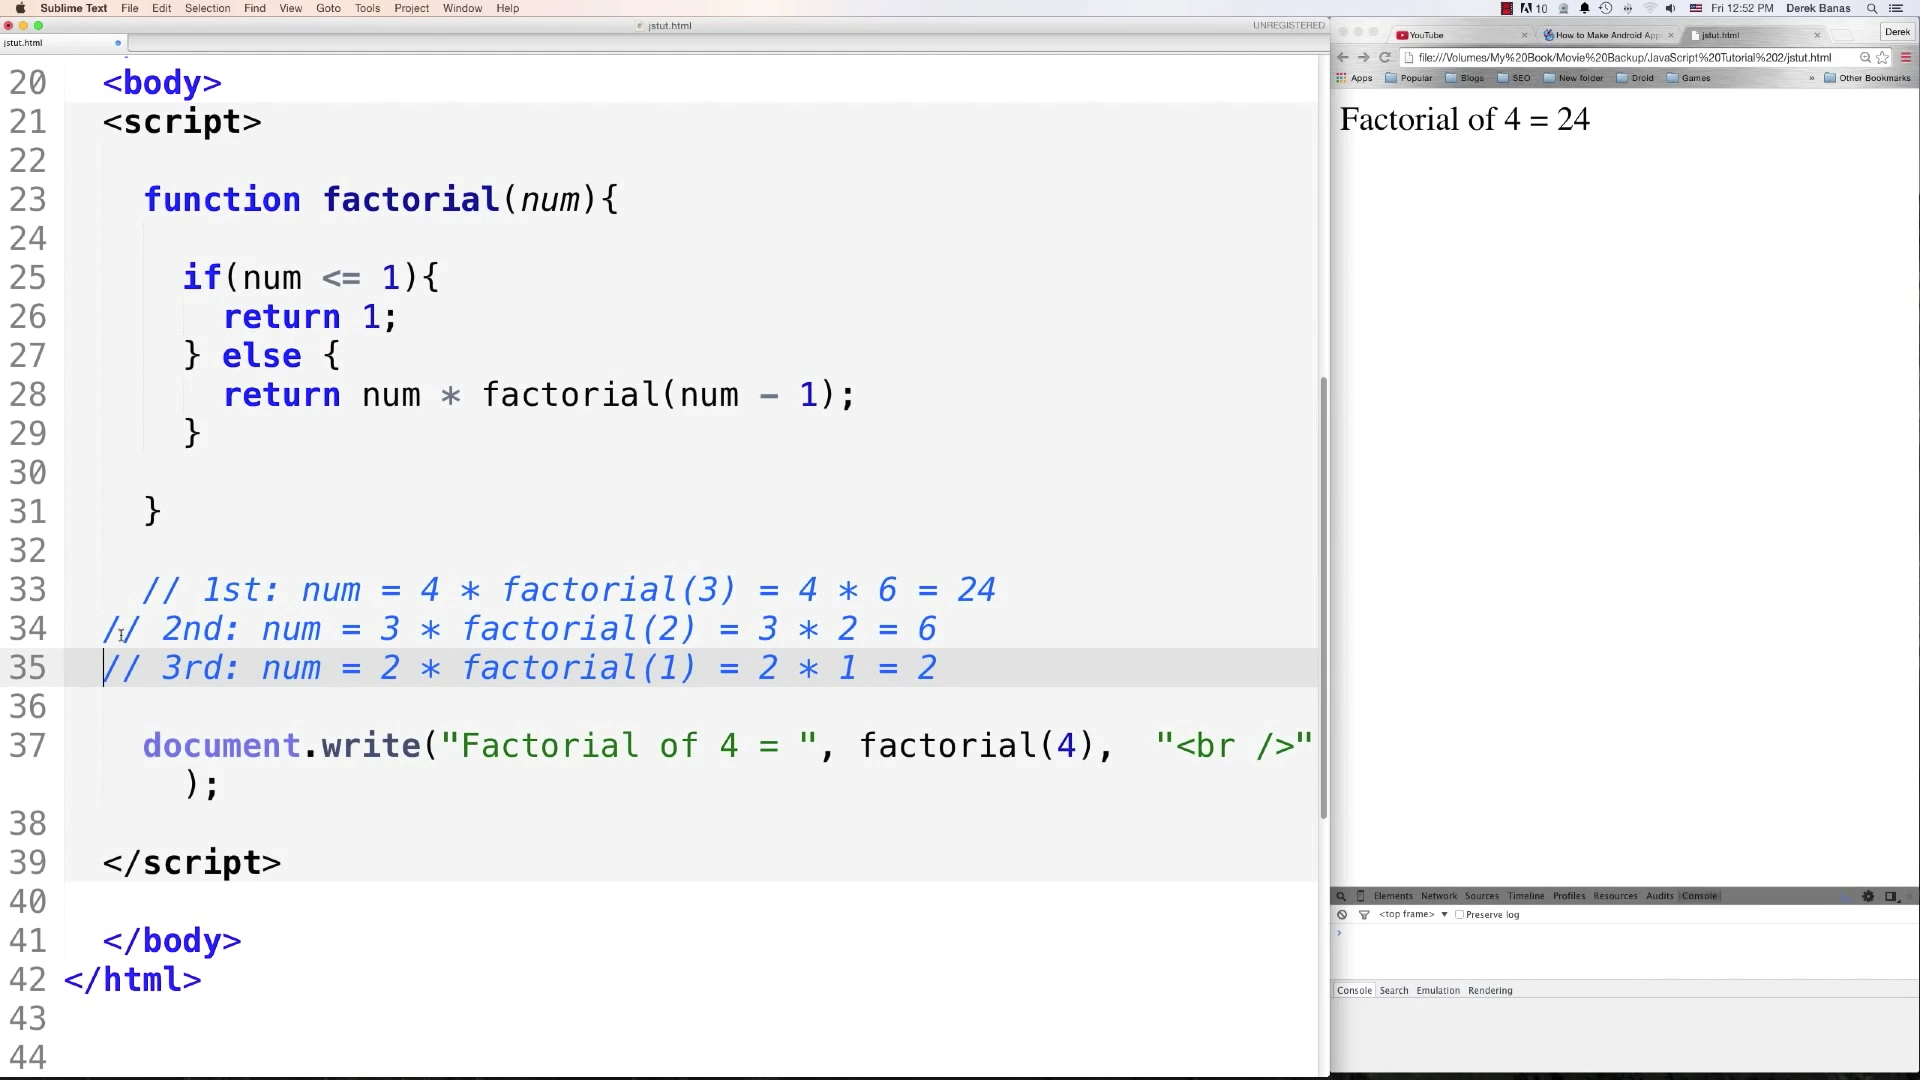 Sublime Text File Edit Selection Find View Goto Tools Project Window Help
10 Fri 12:52 PM Derek Banas
jstut.html UNREGISTERED
jstut.html
YouTube How to Make Android App jstut.html Derek
file:///Volumes/My%20Book/Movie%20Backup/JavaScript%20Tutorial%202/jstut.html
Apps Popular Blogs SEO New folder Droid Games » Other Bookmarks
20 <body>
21 <script>
22
23 function factorial(num){
24
25 if(num <= 1){
26 return 1;
27 } else {
28 return num * factorial(num - 1);
29 }
30
31 }
32
33 // 1st: num = 4 * factorial(3) = 4 * 6 = 24
34 // 2nd: num = 3 * factorial(2) = 3 * 2 = 6
35 // 3rd: num = 2 * factorial(1) = 2 * 1 = 2
36
37 document.write("Factorial of 4 = ", factorial(4), "<br />"
);
38
39 </script>
40
41 </body>
42 </html>
43
44
Factorial of 4 = 24
Elements Network Sources Timeline Profiles Resources Audits Console
<top frame> ▼ Preserve log
>
Console Search Emulation Rendering